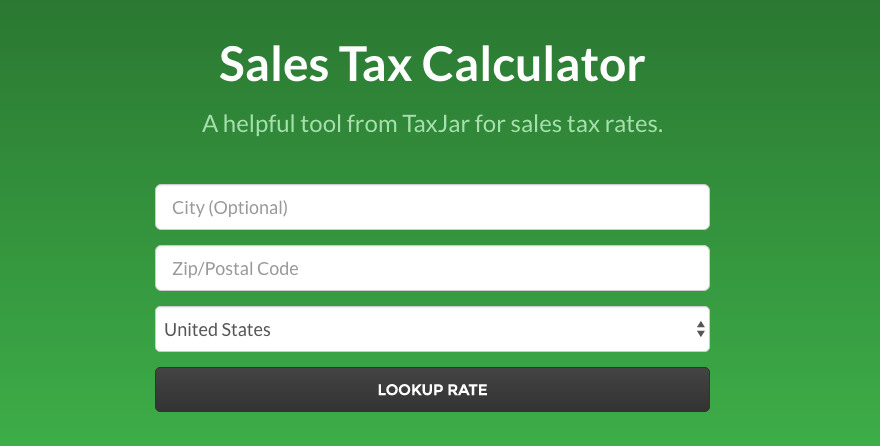 Sales Tax Calculator
A helpful tool from TaxJar for sales tax rates.
City (Optional)
Zip/Postal Code
United States
LOOKUP RATE